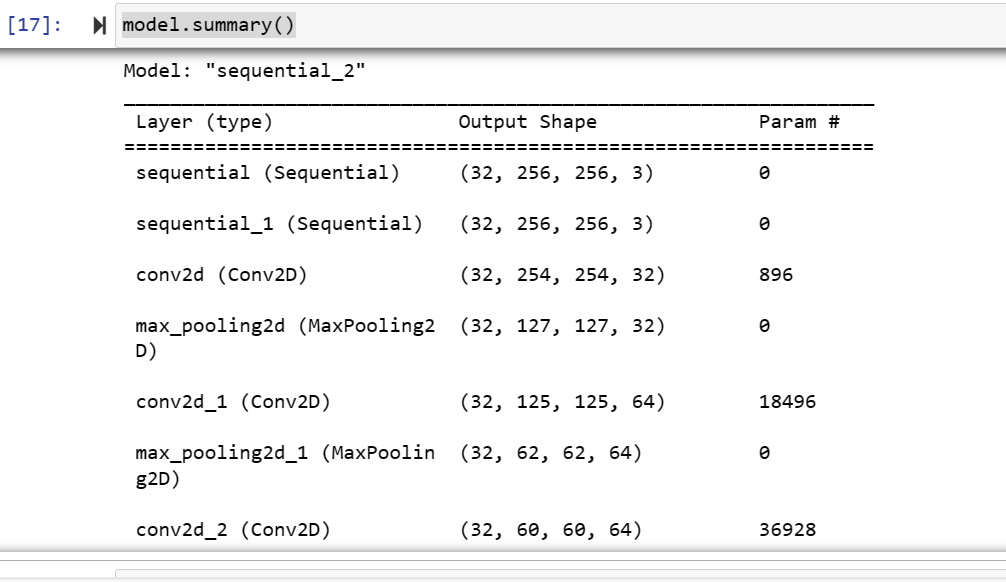 [17]: model.summary()
Model: "sequential_2"
_________________________________________________________________
Layer (type) Output Shape Param #
=================================================================
sequential (Sequential) (32, 256, 256, 3) 0
sequential_1 (Sequential) (32, 256, 256, 3) 0
conv2d (Conv2D) (32, 254, 254, 32) 896
max_pooling2d (MaxPooling2 (32, 127, 127, 32) 0
D)
conv2d_1 (Conv2D) (32, 125, 125, 64) 18496
max_pooling2d_1 (MaxPoolin (32, 62, 62, 64) 0
g2D)
conv2d_2 (Conv2D) (32, 60, 60, 64) 36928